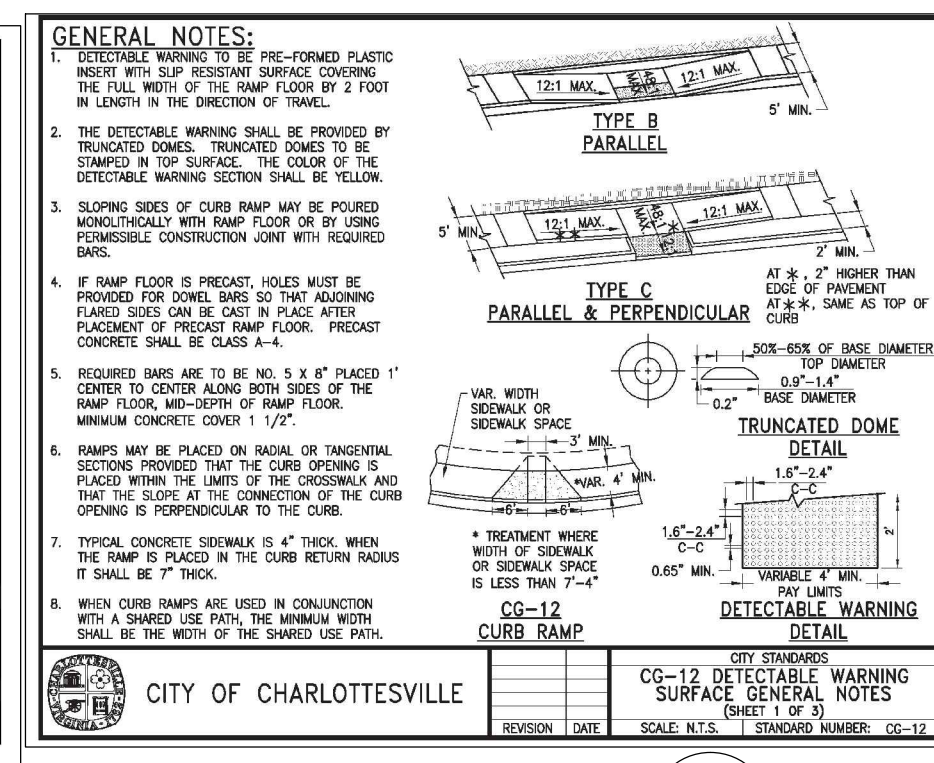 GENERAL NOTES:
1. DETECTABLE WARNING TO BE PRE-FORMED PLASTIC
INSERT WITH SLIP RESISTANT SURFACE COVERING
THE FULL WIDTH OF THE RAMP FLOOR BY 2 FOOT
IN LENGTH IN THE DIRECTION OF TRAVEL.
2. THE DETECTABLE WARNING SHALL BE PROVIDED BY
TRUNCATED DOMES. TRUNCATED DOMES TO BE
STAMPED IN TOP SURFACE. THE COLOR OF THE
DETECTABLE WARNING SECTION SHALL BE YELLOW.
3. SLOPING SIDES OF CURB RAMP MAY BE POURED
MONOLITHICALLY WITH RAMP FLOOR OR BY USING
PERMISSIBLE CONSTRUCTION JOINT WITH REQUIRED
BARS.
4. IF RAMP FLOOR IS PRECAST, HOLES MUST BE
PROVIDED FOR DOWEL BARS SO THAT ADJOINING
FLARED SIDES CAN BE CAST IN PLACE AFTER
PLACEMENT OF PRECAST RAMP FLOOR. PRECAST
CONCRETE SHALL BE CLASS A-4.
5. REQUIRED BARS ARE TO BE NO. 5 X 8" PLACED 1'
CENTER TO CENTER ALONG BOTH SIDES OF THE
RAMP FLOOR, MID-DEPTH OF RAMP FLOOR.
MINIMUM CONCRETE COVER 1 1/2".
6. RAMPS MAY BE PLACED ON RADIAL OR TANGENTIAL
SECTIONS PROVIDED THAT THE CURB OPENING IS
PLACED WITHIN THE LIMITS OF THE CROSSWALK AND
THAT THE SLOPE AT THE CONNECTION OF THE CURB
OPENING IS PERPENDICULAR TO THE CURB.
7. TYPICAL CONCRETE SIDEWALK IS 4" THICK. WHEN
THE RAMP IS PLACED IN THE CURB RETURN RADIUS
IT SHALL BE 7" THICK.
8. WHEN CURB RAMPS ARE USED IN CONJUNCTION
WITH A SHARED USE PATH, THE MINIMUM WIDTH
SHALL BE THE WIDTH OF THE SHARED USE PATH.
12:1 MAX.
48:1
MAX
12:1 MAX.
5' MIN.
TYPE B
PARALLEL
5' MIN.
12:1 MAX.
**
48:1
MAX
*
12:1
12:1 MAX.
2' MIN.
TYPE C
PARALLEL & PERPENDICULAR
AT *, 2" HIGHER THAN
EDGE OF PAVEMENT
AT **, SAME AS TOP OF
CURB
50%-65% OF BASE DIAMETER
TOP DIAMETER
0.9"-1.4"
BASE DIAMETER
0.2"
TRUNCATED DOME
DETAIL
VAR. WIDTH
SIDEWALK OR
SIDEWALK SPACE
3' MIN.
*VAR. 4' MIN.
6'
6'
* TREATMENT WHERE
WIDTH OF SIDEWALK
OR SIDEWALK SPACE
IS LESS THAN 7'-4"
CG-12
CURB RAMP
1.6"-2.4"
C-C
1.6"-2.4"
C-C
0.65" MIN.
2'
VARIABLE 4' MIN.
PAY LIMITS
DETECTABLE WARNING
DETAIL
CHARLOTTESVILLE
VIRGINIA
1762
CITY OF CHARLOTTESVILLE
REVISION DATE
CITY STANDARDS
CG-12 DETECTABLE WARNING
SURFACE GENERAL NOTES
(SHEET 1 OF 3)
SCALE: N.T.S. STANDARD NUMBER: CG-12